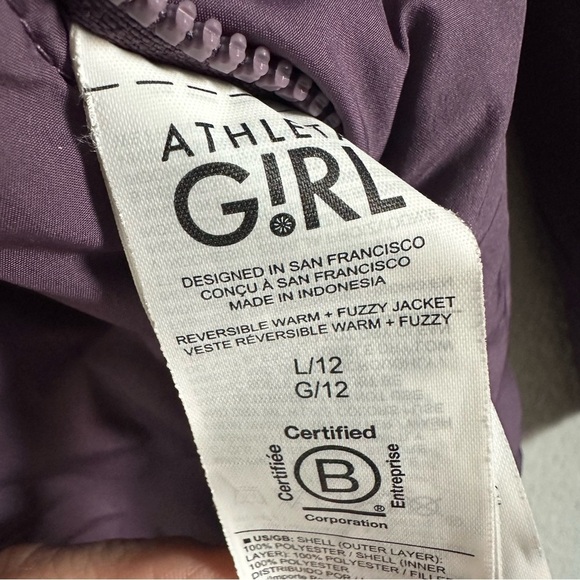 G!RL
DESIGNED IN SAN FRANCISCO
CONÇU À SAN FRANCISCO
MADE IN INDONESIA
REVERSIBLE WARM + FUZZY JACKET
VESTE RÉVERSIBLE WARM + FUZZY
L/12
G/12
Certified
Certifiée
B
®
Entreprise
Corporation
■ US/GB: SHELL (OUTER LAYER):
100% POLYESTER / SHELL (INNER
LAYER): 100% POLYESTER / FILLER:
100% POLYESTER